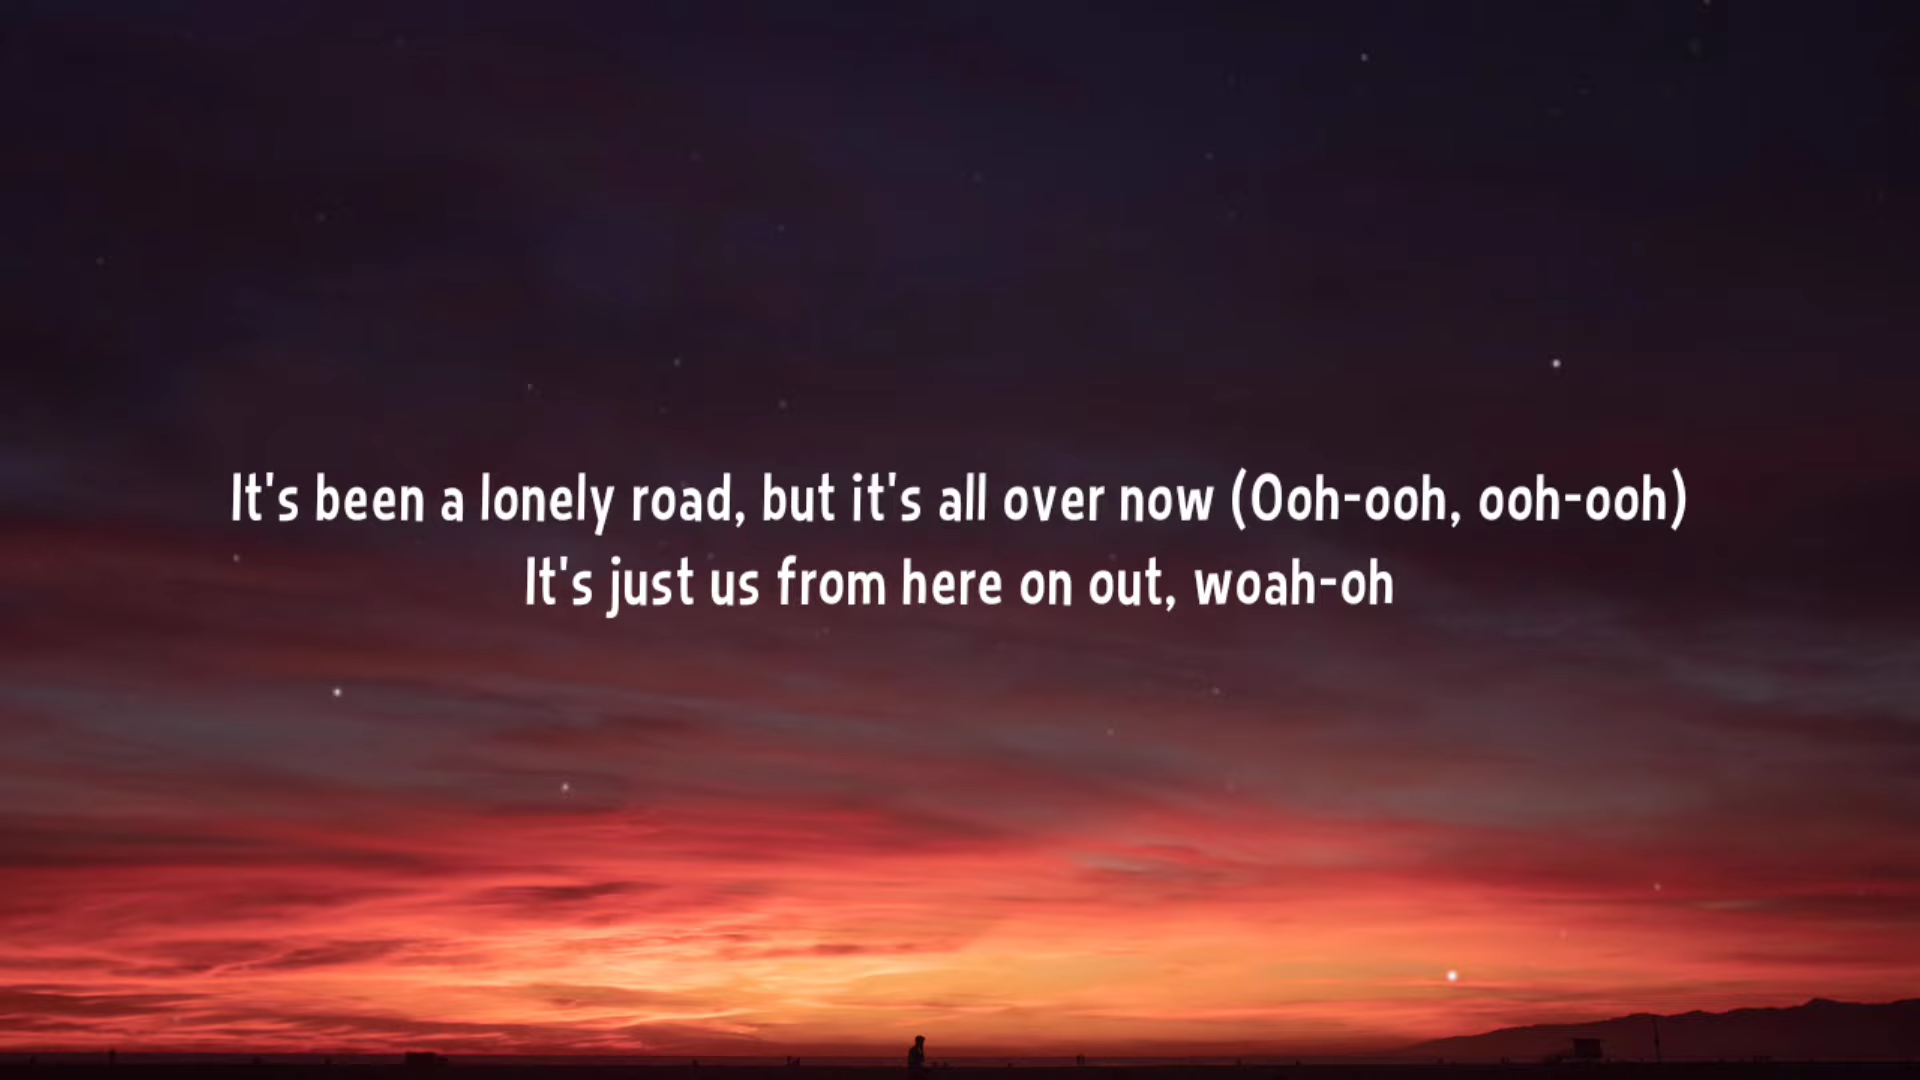 It's been a lonely road, but it's all over now (Ooh-ooh, ooh-ooh)
It's just us from here on out, woah-oh